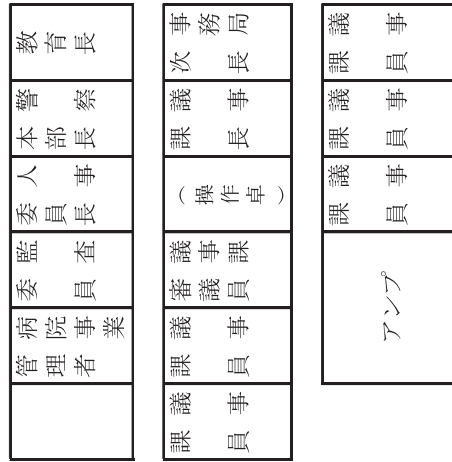 教育長
警察
本部長
人事
委員長
監査
委員
病院事業
管理者
事務局
次長
議事
課長
（操作卓）
議事課
審議員
議事
課員
議事
課員
議事
課員
議事
課員
議事
課員
アンプ